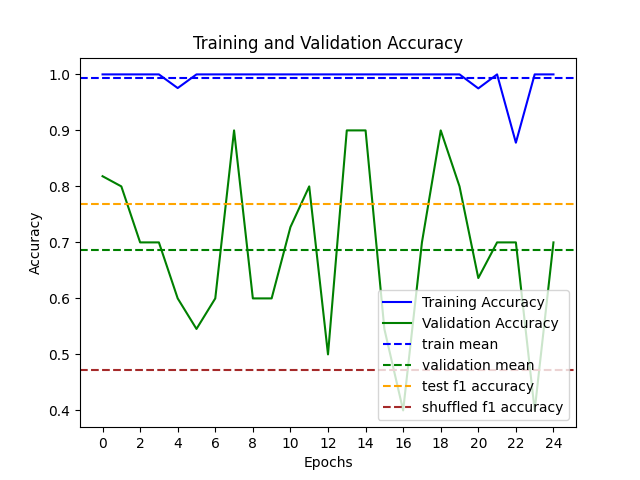 Training and Validation Accuracy
Accuracy
1.0
0.9
0.8
0.7
0.6
0.5
0.4
Training Accuracy
Validation Accuracy
train mean
validation mean
test f1 accuracy
shuffled f1 accuracy
0 2 4 6 8 10 12 14 16 18 20 22 24
Epochs